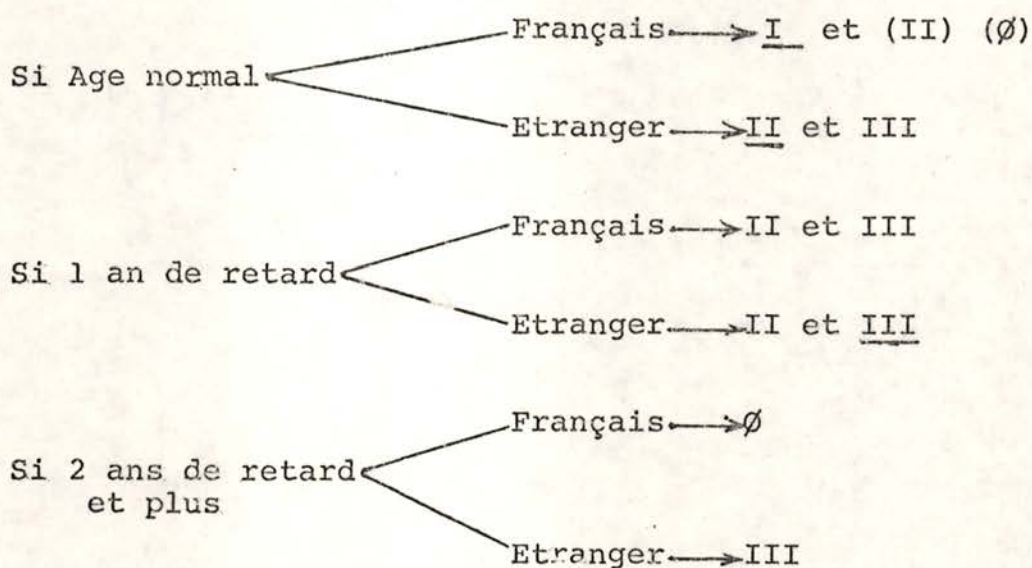 Français → I et (II) (Ø)
Si Age normal
Etranger → II et III
Français → II et III
Si 1 an de retard
Etranger → II et III
Français → Ø
Si 2 ans de retard
et plus
Etranger → III